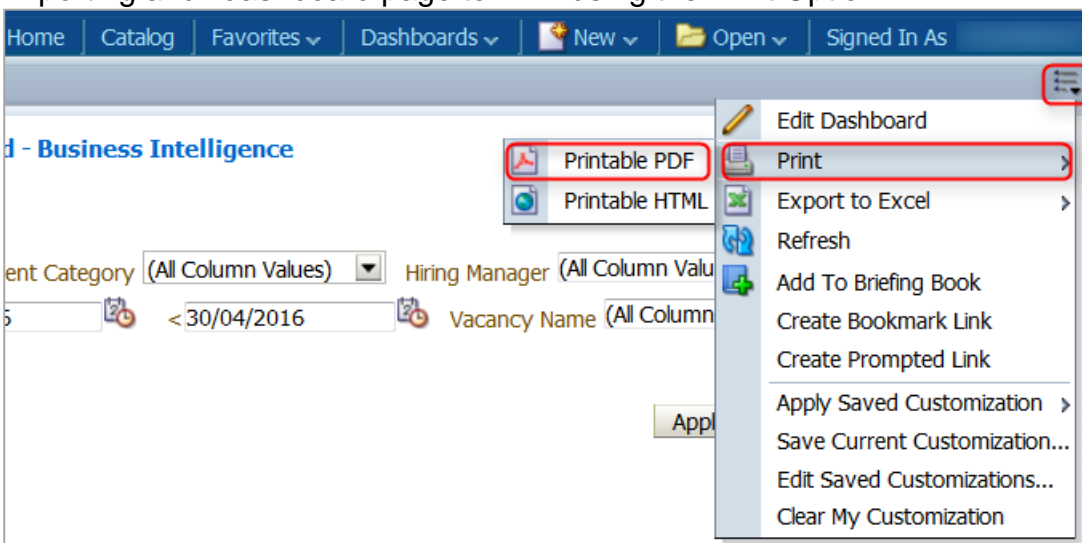 Home Catalog Favorites Dashboards New Open Signed In As
Edit Dashboard
- Business Intelligence
Printable PDF Print
Printable HTML Export to Excel
Refresh
Category (All Column Values) Hiring Manager (All Column
Add To Briefing Book
< 30/04/2016 Vacancy Name (All Column
Create Bookmark Link
Create Prompted Link
Apply Saved Customization
Save Current Customization...
Edit Saved Customizations...
Clear My Customization